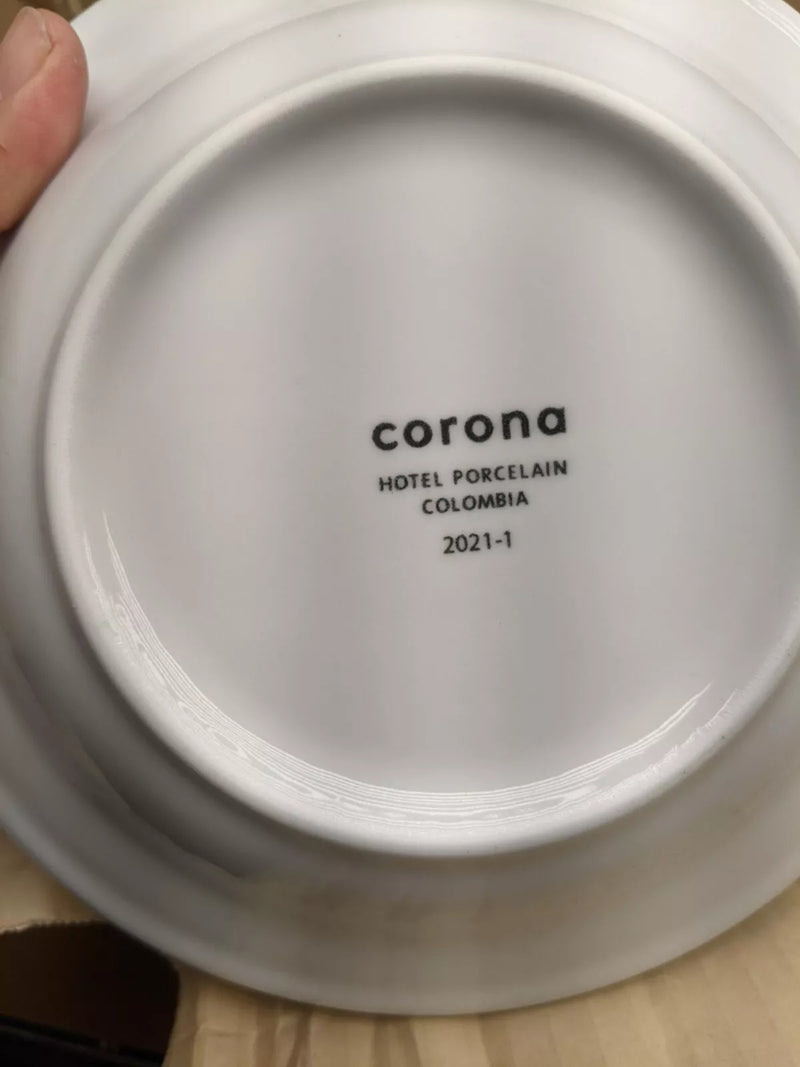 corona
HOTEL PORCELAIN
COLOMBIA
2021-1